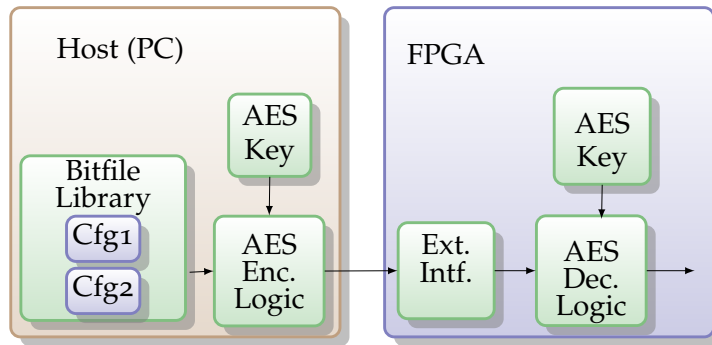 Host (PC)
AES
Key
Bitfile
Library
Cfg1
Cfg2
AES
Enc.
Logic
FPGA
AES
Key
Ext.
Intf.
AES
Dec.
Logic